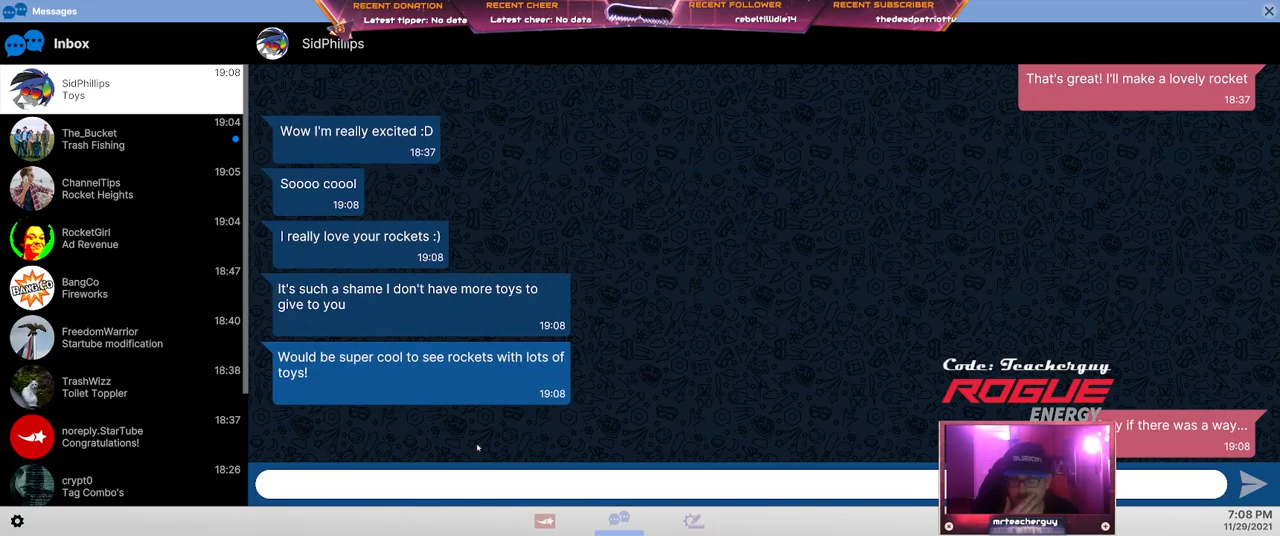 Messages
RECENT DONATION
Latest tipper: No data
RECENT CHEER
Latest cheer: No data
RECENT FOLLOWER
rebeltillidie14
RECENT SUBSCRIBER
thedeadpatriottv
Inbox
SidPhillips
SidPhillips
Toys
19:08
The_Bucket
Trash Fishing
19:04
ChannelTips
Rocket Heights
19:05
RocketGirl
Ad Revenue
19:04
BangCo
Fireworks
18:47
FreedomWarrior
Startube modification
18:40
TrashWizz
Toilet Toppler
18:38
noreply.StarTube
Congratulations!
18:37
crypt0
Tag Combo's
18:26
BANG.CO
That's great! I'll make a lovely rocket
18:37
Wow I'm really excited :D
18:37
Soooo coool
19:08
I really love your rockets :)
19:08
It's such a shame I don't have more toys to
give to you
19:08
Would be super cool to see rockets with lots of
toys!
19:08
y if there was a way...
19:08
Code: Teacherguy
ROGUE
ENERGY
mrteacherguy
7:08 PM
11/29/2021